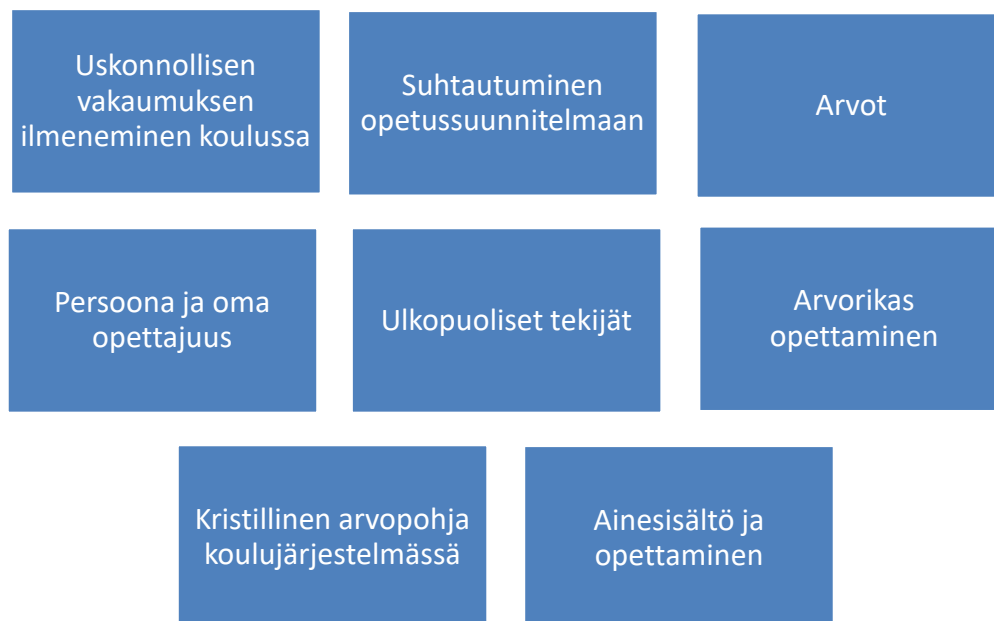 Uskonnollisen
vakaumuksen
ilmeneminen koulussa
Suhtautuminen
opetussuunnitelmaan
Arvot
Persoona ja oma
opettajuus
Ulkopuoliset tekijät
Arvorikas
opettaminen
Kristillinen arvopohja
koulujärjestelmässä
Ainesisältö ja
opettaminen